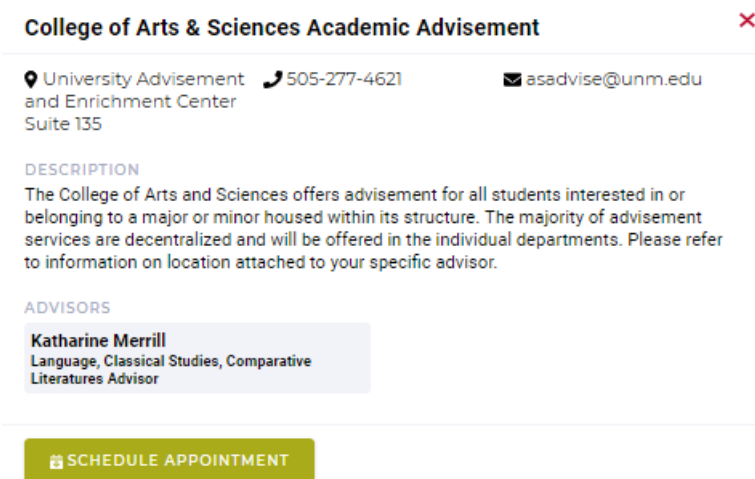 College of Arts & Sciences Academic Advisement
University Advisement and Enrichment Center Suite 135
505-277-4621
asadvise@unm.edu
DESCRIPTION
The College of Arts and Sciences offers advisement for all students interested in or
belonging to a major or minor housed within its structure. The majority of advisement
services are decentralized and will be offered in the individual departments. Please refer
to information on location attached to your specific advisor.
ADVISORS
Katharine Merrill
Language, Classical Studies, Comparative
Literatures Advisor
SCHEDULE APPOINTMENT